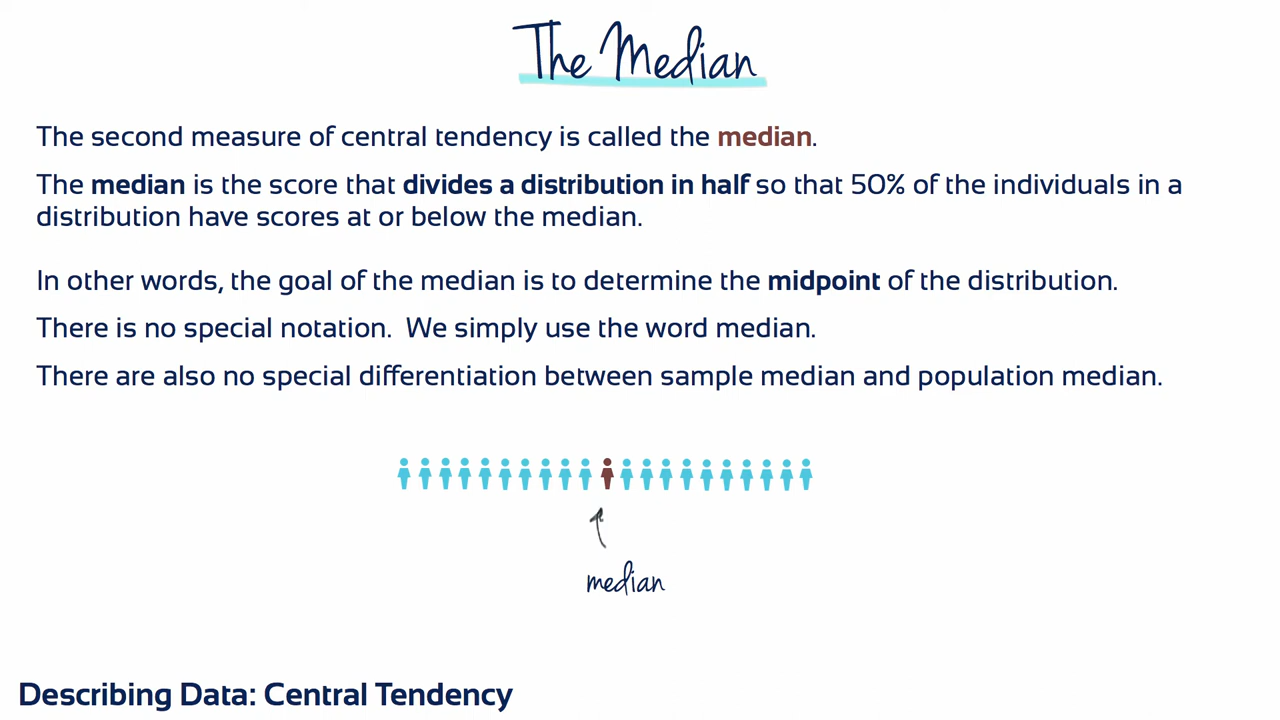 The Median
The second measure of central tendency is called the median.
The median is the score that divides a distribution in half so that 50% of the individuals in a
distribution have scores at or below the median.
In other words, the goal of the median is to determine the midpoint of the distribution.
There is no special notation.  We simply use the word median.
There are also no special differentiation between sample median and population median.
median
Describing Data: Central Tendency